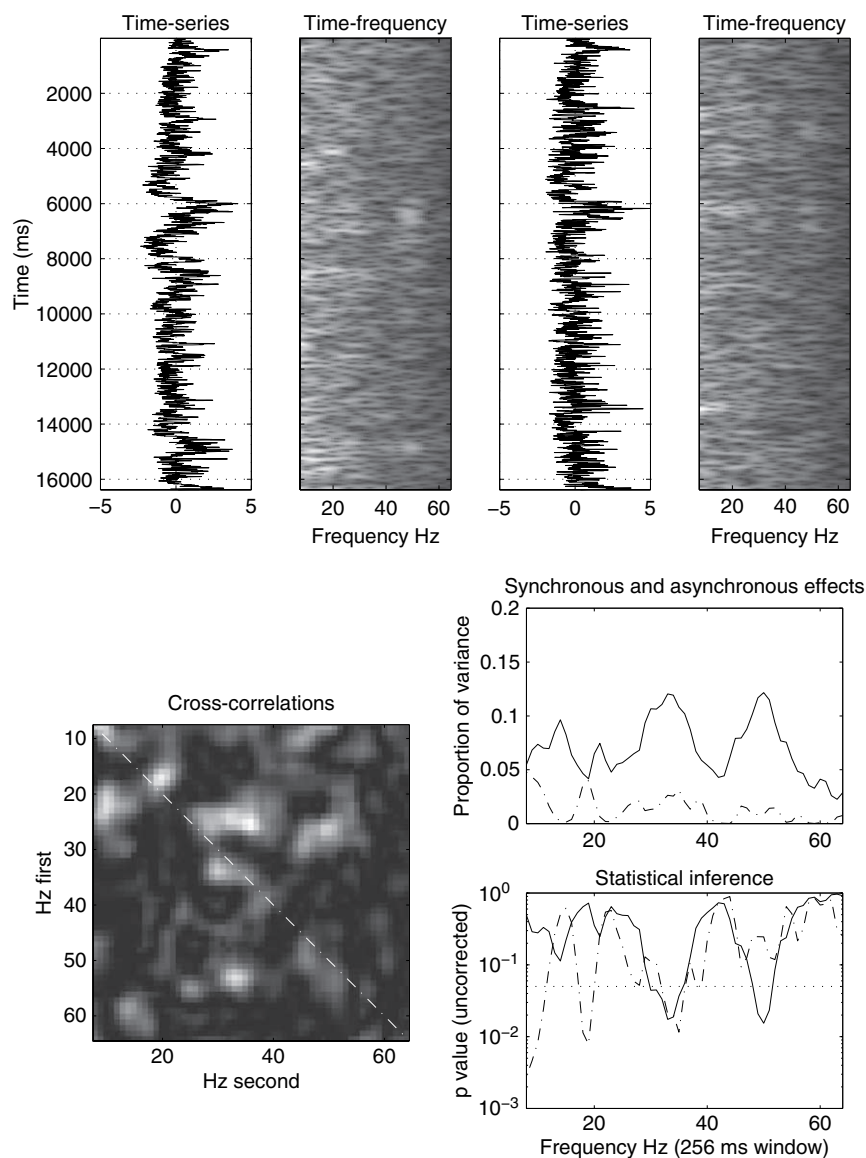 Time-series
Time-frequency
Time-series
Time-frequency
Time (ms)
2000
4000
6000
8000
10000
12000
14000
16000
−5 0 5
20 40 60
−5 0 5
20 40 60
Frequency Hz
Frequency Hz
Synchronous and asynchronous effects
Proportion of variance
0.2
0.15
0.1
0.05
0
20 40 60
Cross-correlations
Hz first
10
20
30
40
50
60
20 40 60
Hz second
Statistical inference
p value (uncorrected)
10⁰
10⁻¹
10⁻²
10⁻³
20 40 60
Frequency Hz (256 ms window)